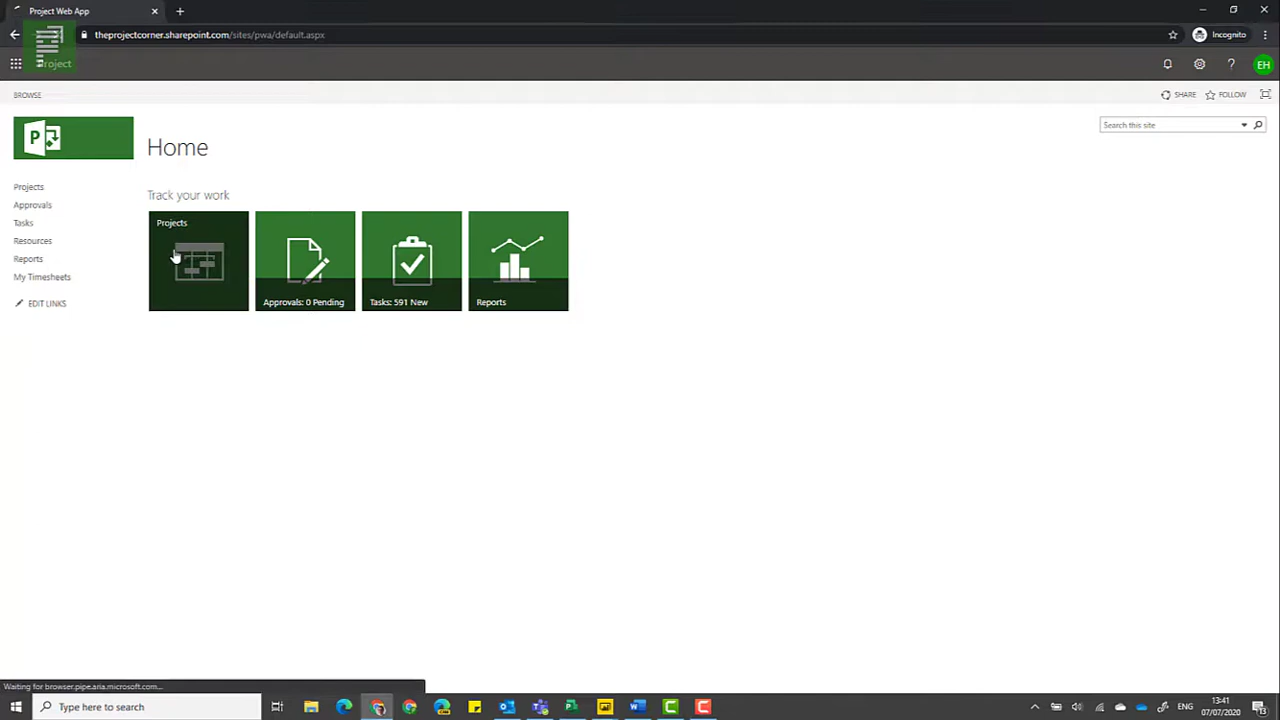 Project Web App
theprojectcorner.sharepoint.com/sites/pwa/default.aspx
Incognito
Project
EH
BROWSE
SHARE
FOLLOW
P
Home
Search this site
Projects
Approvals
Tasks
Resources
Reports
My Timesheets
EDIT LINKS
Track your work
Projects
Approvals: 0 Pending
Tasks: 591 New
Reports
Waiting for browser.pipe.aria.microsoft.com...
Type here to search
ENG
13:41
07/07/2020